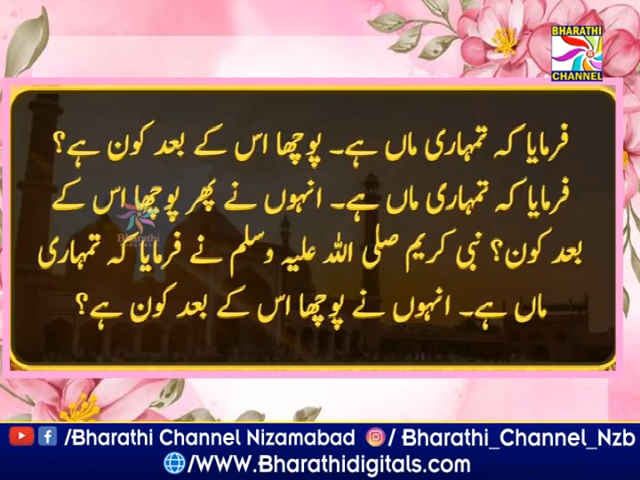 BHARATHI
CHANNEL
فرمایا کہ تمہاری ماں ہے۔ پوچھا اس کے بعد کون ہے؟
فرمایا کہ تمہاری ماں ہے۔ انہوں نے پھر پوچھا اس کے
بعد کون؟ نبی کریم صلی اللہ علیہ وسلم نے فرمایا کہ تمہاری
ماں ہے۔ انہوں نے پوچھا اس کے بعد کون ہے؟
Bharathi
/Bharathi Channel Nizamabad / Bharathi_Channel_Nzb
/WWW.Bharathidigitals.com